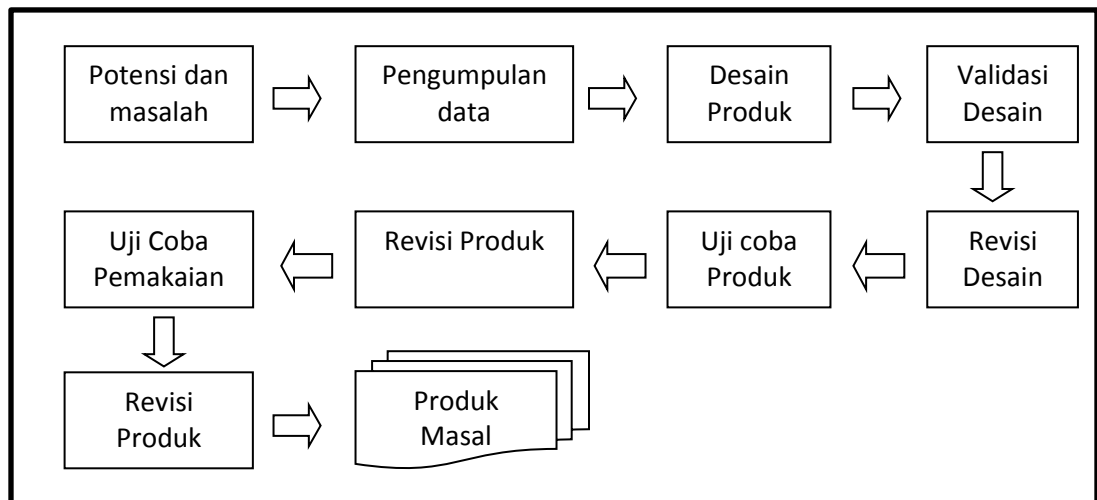 Potensi dan
masalah
Pengumpulan
data
Desain
Produk
Validasi
Desain
Uji Coba
Pemakaian
Revisi Produk
Uji coba
Produk
Revisi
Desain
Revisi
Produk
Produk
Masal